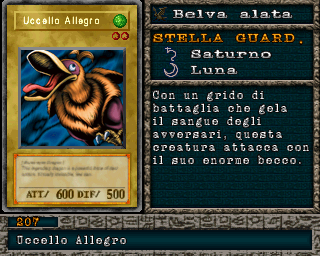 Uccello Allegro
ATT/ 600 DIF/ 500
Belva alata
STELLA GUARD.
Saturno
Luna
Con un grido di
battaglia che gela
il sangue degli
avversari, questa
creatura attacca con
il suo enorme becco.
207
Uccello Allegro